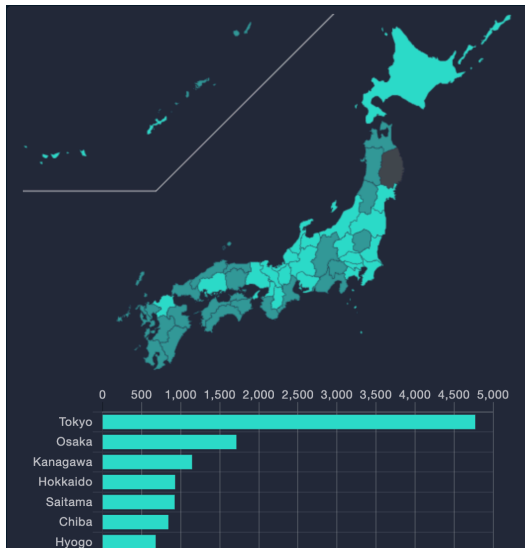 0 500 1,000 1,500 2,000 2,500 3,000 3,500 4,000 4,500 5,000
Tokyo
Osaka
Kanagawa
Hokkaido
Saitama
Chiba
Hyogo